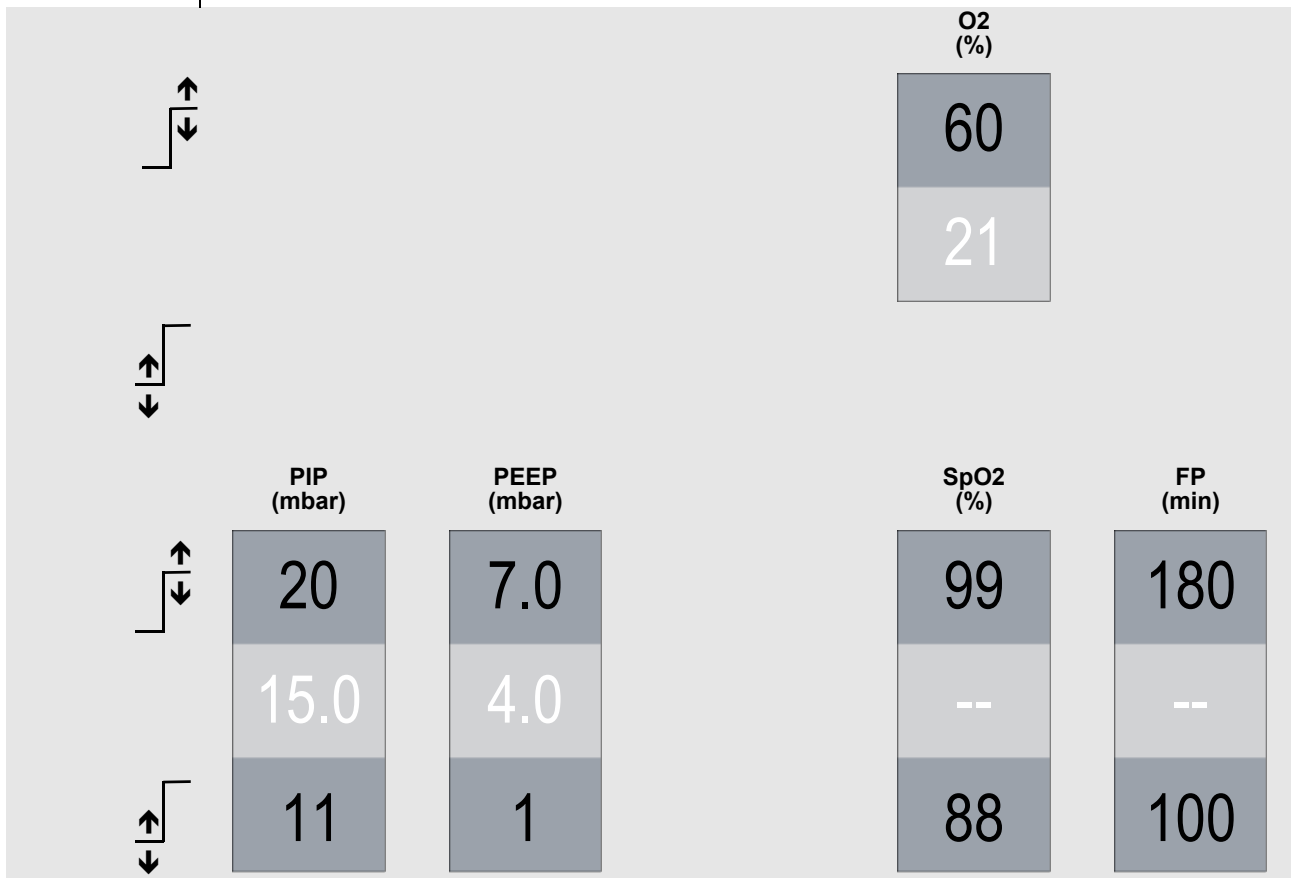 O2
(%)
60
21
PIP
(mbar)
PEEP
(mbar)
SpO2
(%)
FP
(min)
20
7.0
99
180
15.0
4.0
--
--
11
1
88
100